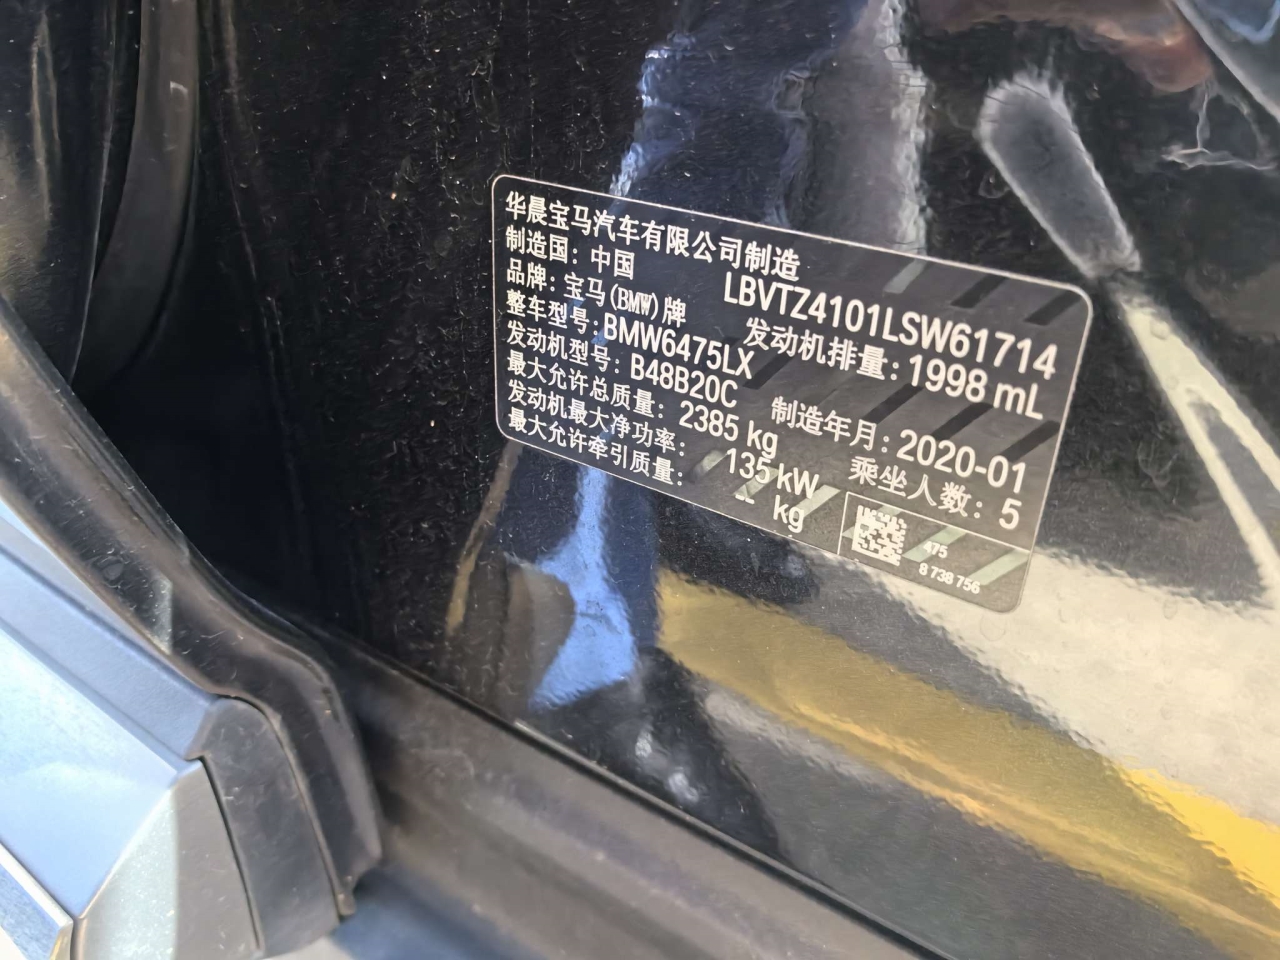 华晨宝马汽车有限公司制造
制造国：中国 LBVTZ4101LSW61714
品牌：宝马(BMW)牌 发动机排量：1998 mL
整车型号：BMW6475LX
发动机型号：B48B20C 制造年月：2020-01
最大允许总质量：2385 kg 乘坐人数：5
发动机最大净功率：135 kW
最大允许牵引质量：-- kg
475
8 738 756